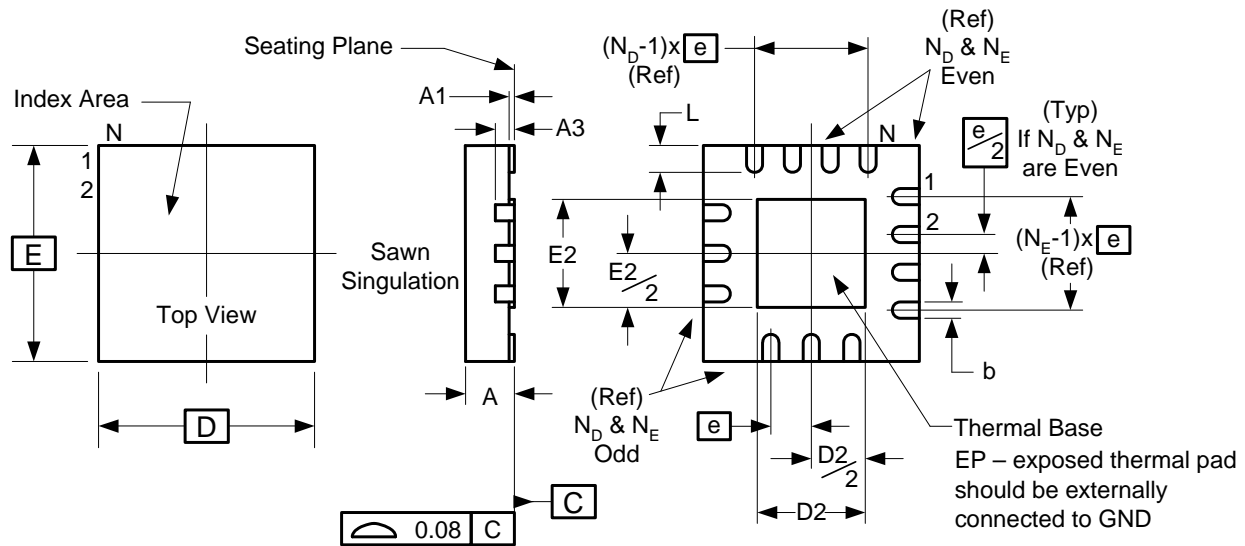 Seating Plane
Index Area
A1
A3
N
1
2
E
Top View
D
Sawn
Singulation
A
C
0.08 C
(N_D-1)x e
(Ref)
(Ref)
N_D & N_E
Even
L
N
e/2
(Typ)
If N_D & N_E
are Even
1
2
(N_E-1)x e
(Ref)
E2
E2/2
b
(Ref)
N_D & N_E
Odd
e
D2/2
D2
Thermal Base
EP – exposed thermal pad
should be externally
connected to GND